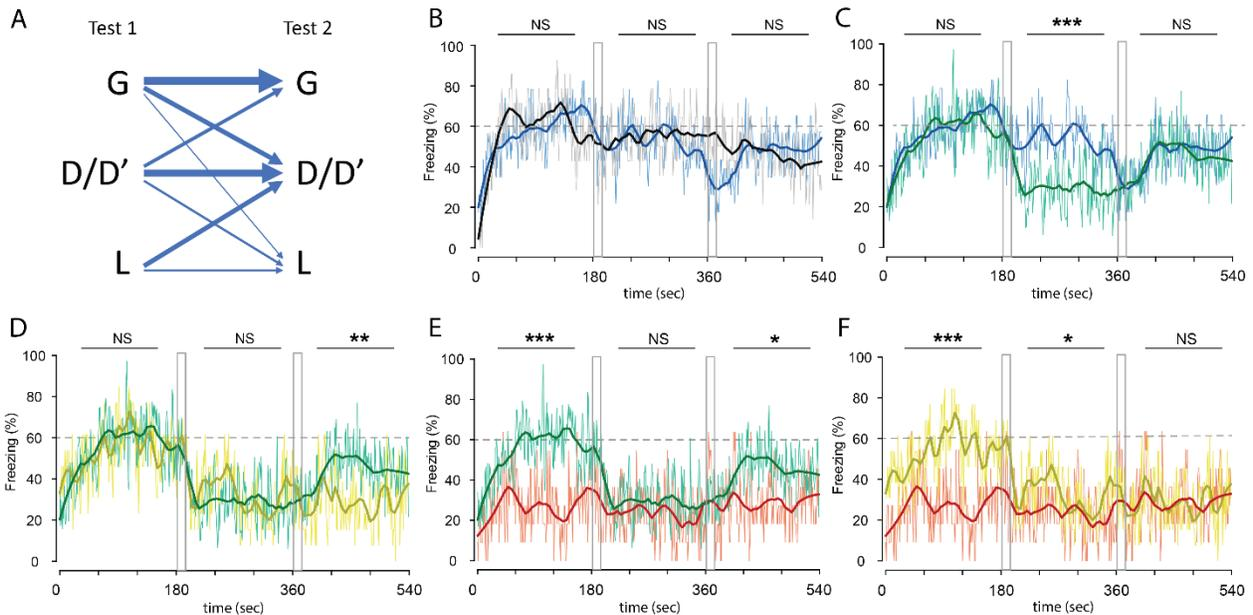 A
Test 1 Test 2
G G
D/D’ D/D’
L L
B
NS NS NS
100
80
60
40
20
0
Freezing (%)
0 180 360 540
time (sec)
C
NS *** NS
100
80
60
40
20
0
Freezing (%)
0 180 360 540
time (sec)
D
NS NS **
100
80
60
40
20
0
Freezing (%)
0 180 360 540
time (sec)
E
*** NS *
100
80
60
40
20
0
Freezing (%)
0 180 360 540
time (sec)
F
*** * NS
100
80
60
40
20
0
Freezing (%)
0 180 360 540
time (sec)